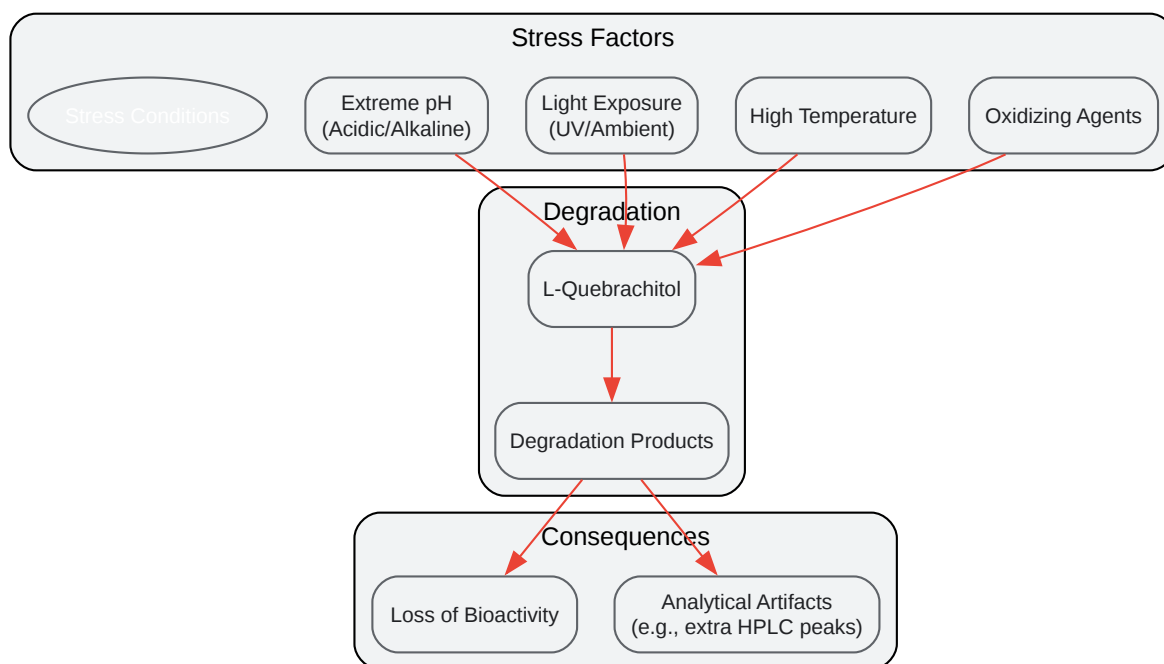 Stress Factors
Stress Conditions
Extreme pH
(Acidic/Alkaline)
Light Exposure
(UV/Ambient)
High Temperature
Oxidizing Agents
Degradation
L-Quebrachitol
Degradation Products
Consequences
Loss of Bioactivity
Analytical Artifacts
(e.g., extra HPLC peaks)